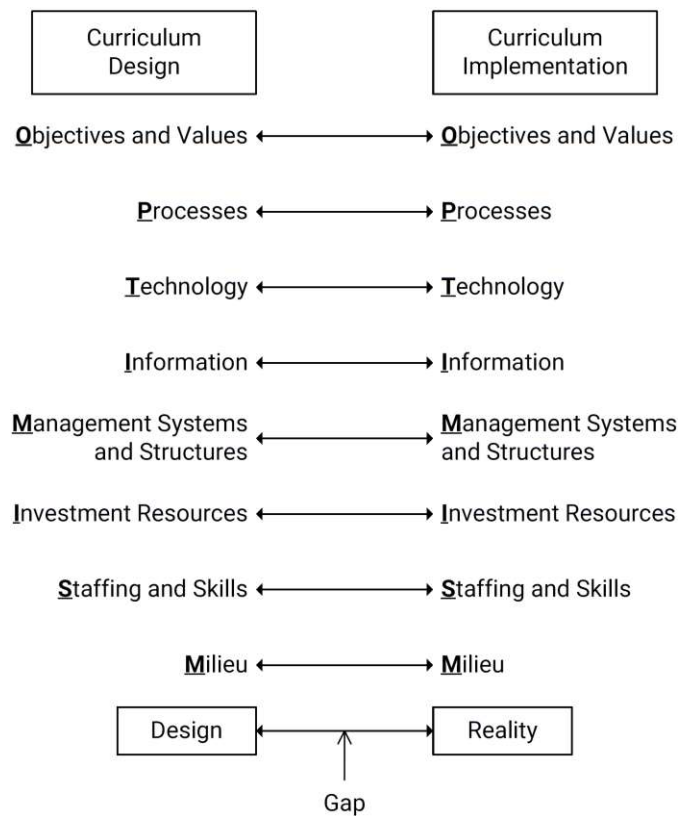 Curriculum
Design
Curriculum
Implementation
Objectives and Values
Objectives and Values
Processes
Processes
Technology
Technology
Information
Information
Management Systems
and Structures
Management Systems
and Structures
Investment Resources
Investment Resources
Staffing and Skills
Staffing and Skills
Milieu
Milieu
Design
Reality
Gap